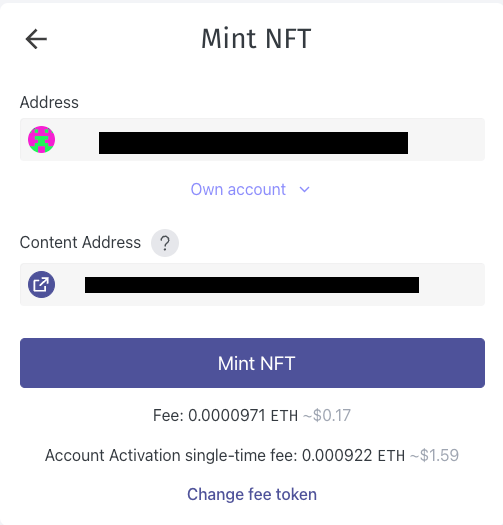 Mint NFT
Address
Own account
Content Address ?
Mint NFT
Fee: 0.0000971 ETH ~$0.17
Account Activation single-time fee: 0.000922 ETH ~$1.59
Change fee token